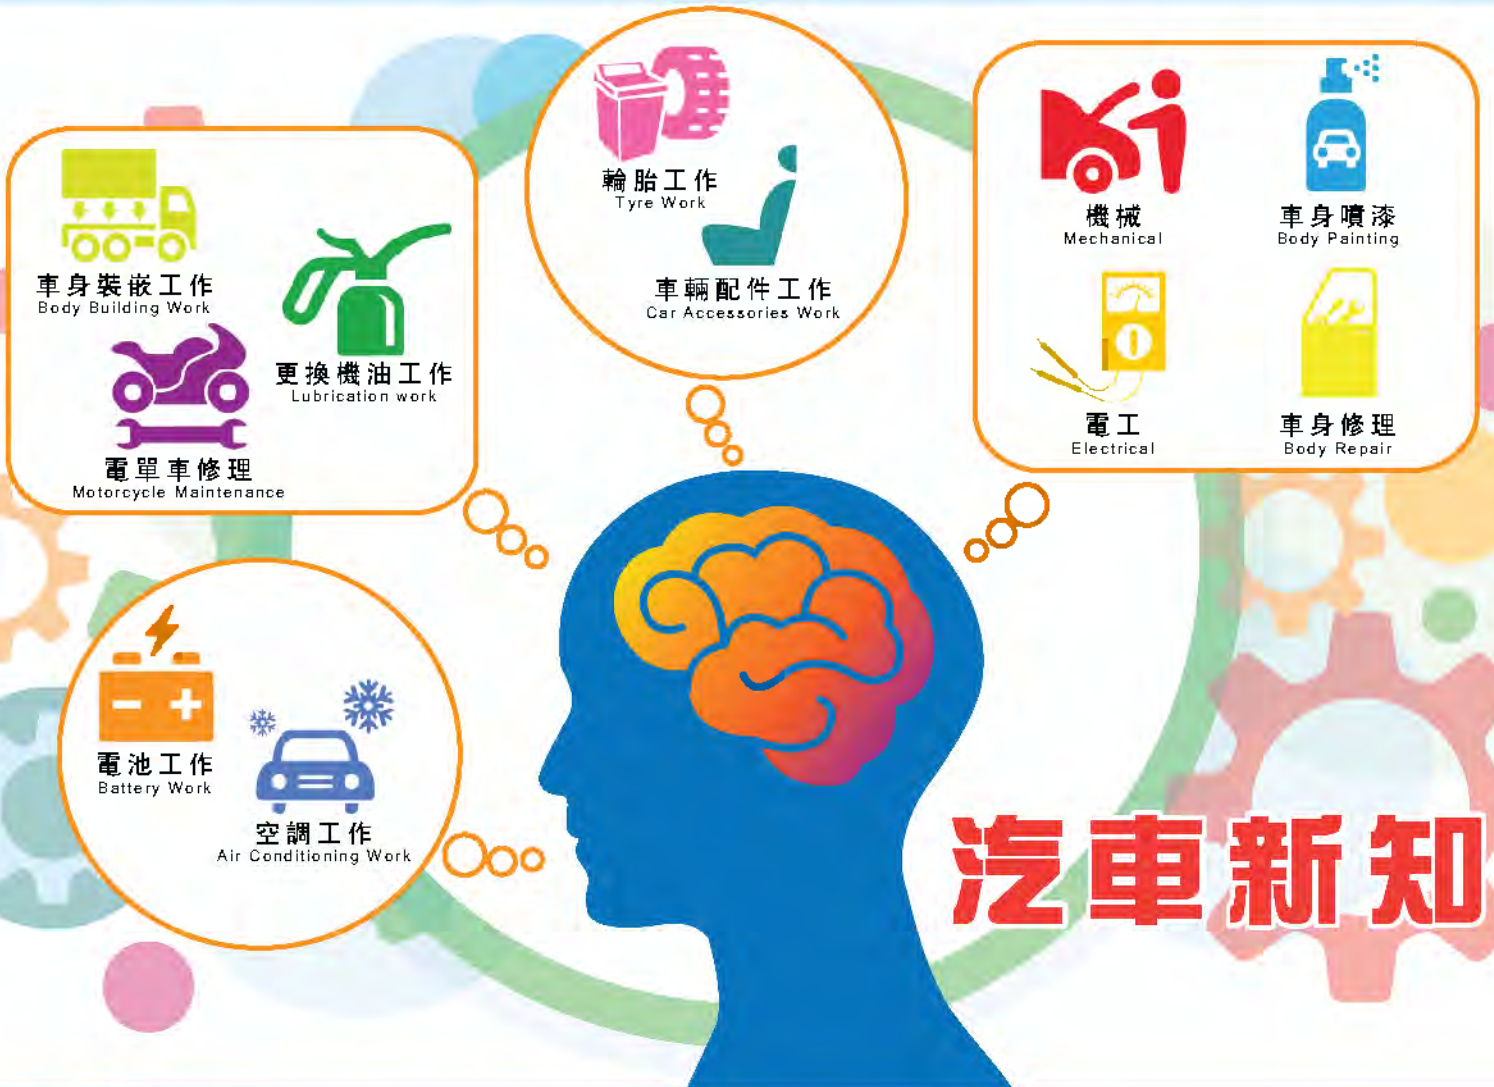 車身裝嵌工作
Body Building Work
更換機油工作
Lubrication work
電單車修理
Motorcycle Maintenance
輪胎工作
Tyre Work
車輛配件工作
Car Accessories Work
機械
Mechanical
車身噴漆
Body Painting
電工
Electrical
車身修理
Body Repair
電池工作
Battery Work
空調工作
Air Conditioning Work
汽車新知